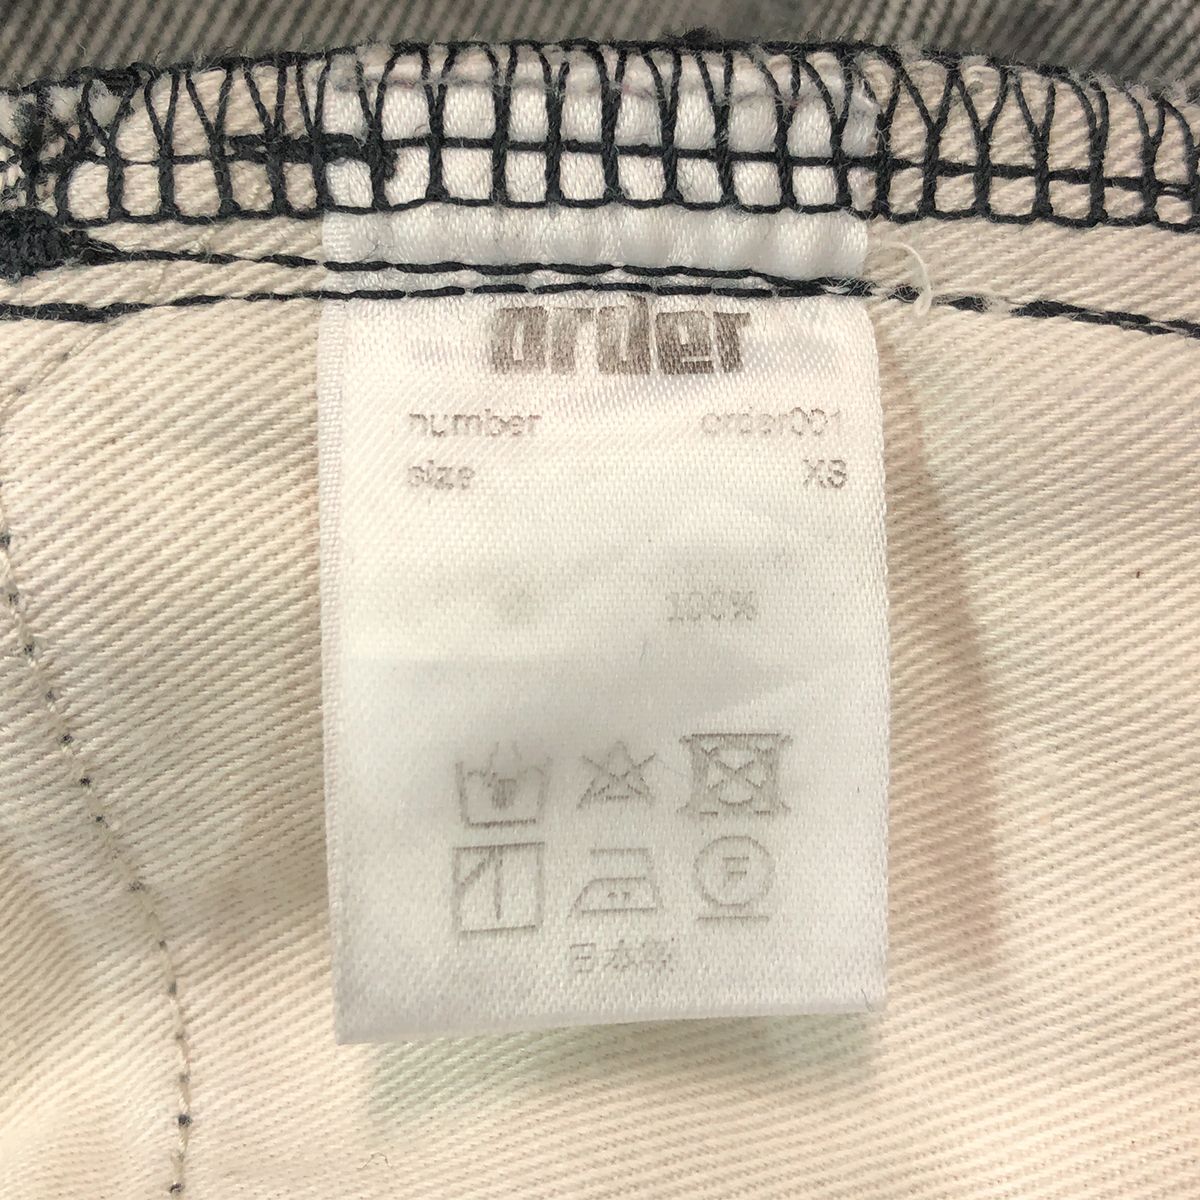 order
number order001
size XS
100%
P
日本製